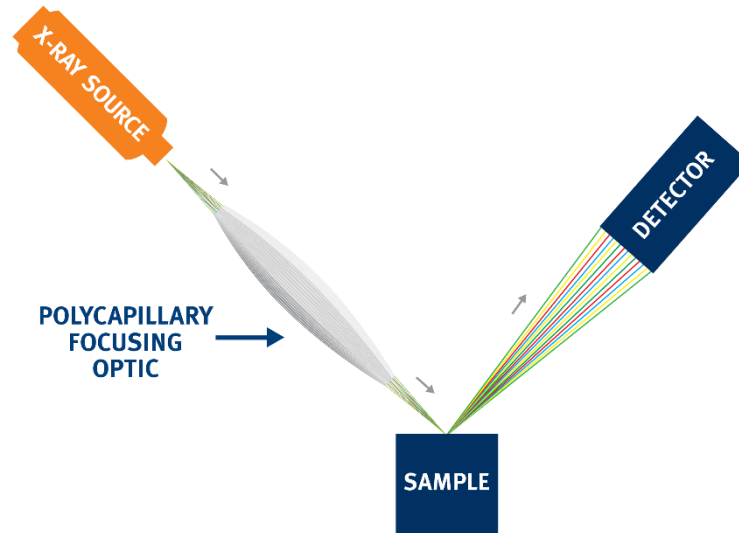 X-RAY SOURCE
DETECTOR
POLYCAPILLARY
FOCUSING
OPTIC
SAMPLE